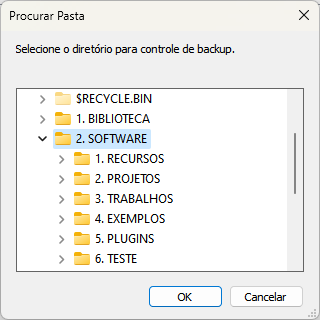 Procurar Pasta
Selecione o diretório para controle de backup.
$RECYCLE.BIN
1. BIBLIOTECA
2. SOFTWARE
1. RECURSOS
2. PROJETOS
3. TRABALHOS
4. EXEMPLOS
5. PLUGINS
6. TESTE
OK Cancelar